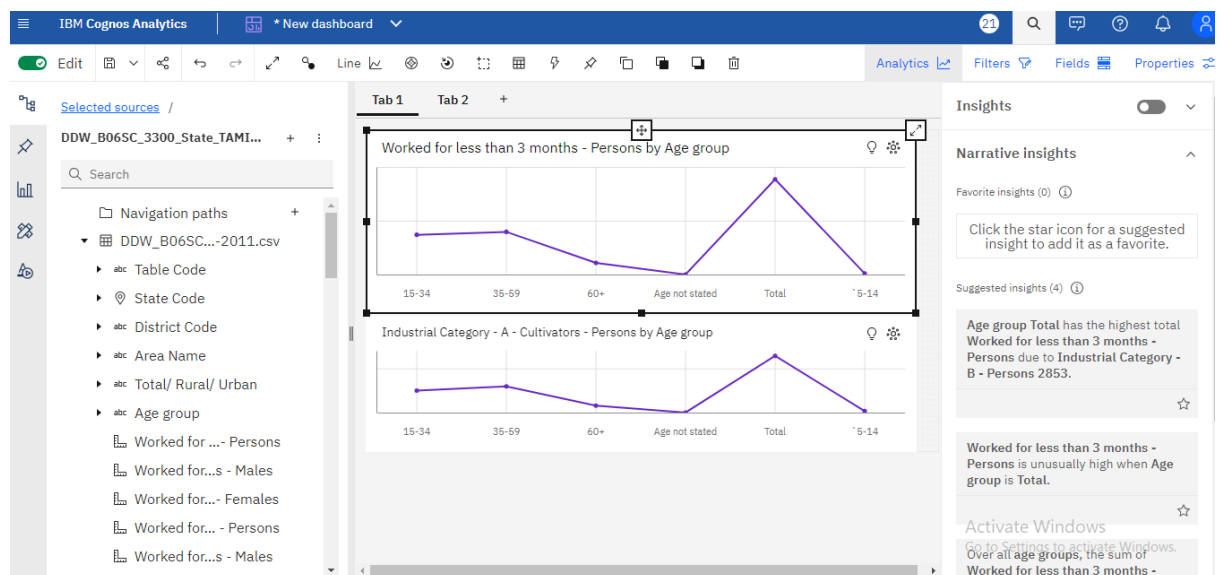 IBM Cognos Analytics
* New dashboard
21
Edit
Line
Analytics
Filters
Fields
Properties
Selected sources /
DDW_B06SC_3300_State_TAMI...
Search
Navigation paths
DDW_B06SC...-2011.csv
abc Table Code
State Code
abc District Code
abc Area Name
abc Total/ Rural/ Urban
abc Age group
Worked for ...- Persons
Worked for...s - Males
Worked for...- Females
Worked for... - Persons
Worked for...s - Males
Tab 1
Tab 2
+
Worked for less than 3 months - Persons by Age group
15-34
35-59
60+
Age not stated
Total
`5-14
Industrial Category - A - Cultivators - Persons by Age group
15-34
35-59
60+
Age not stated
Total
`5-14
Insights
Narrative insights
Favorite insights (0)
Click the star icon for a suggested
insight to add it as a favorite.
Suggested insights (4)
Age group Total has the highest total
Worked for less than 3 months -
Persons due to Industrial Category -
B - Persons 2853.
Worked for less than 3 months -
Persons is unusually high when Age
group is Total.
Activate Windows
Go to Settings to activate Windows.
Over all age groups, the sum of
Worked for less than 3 months -